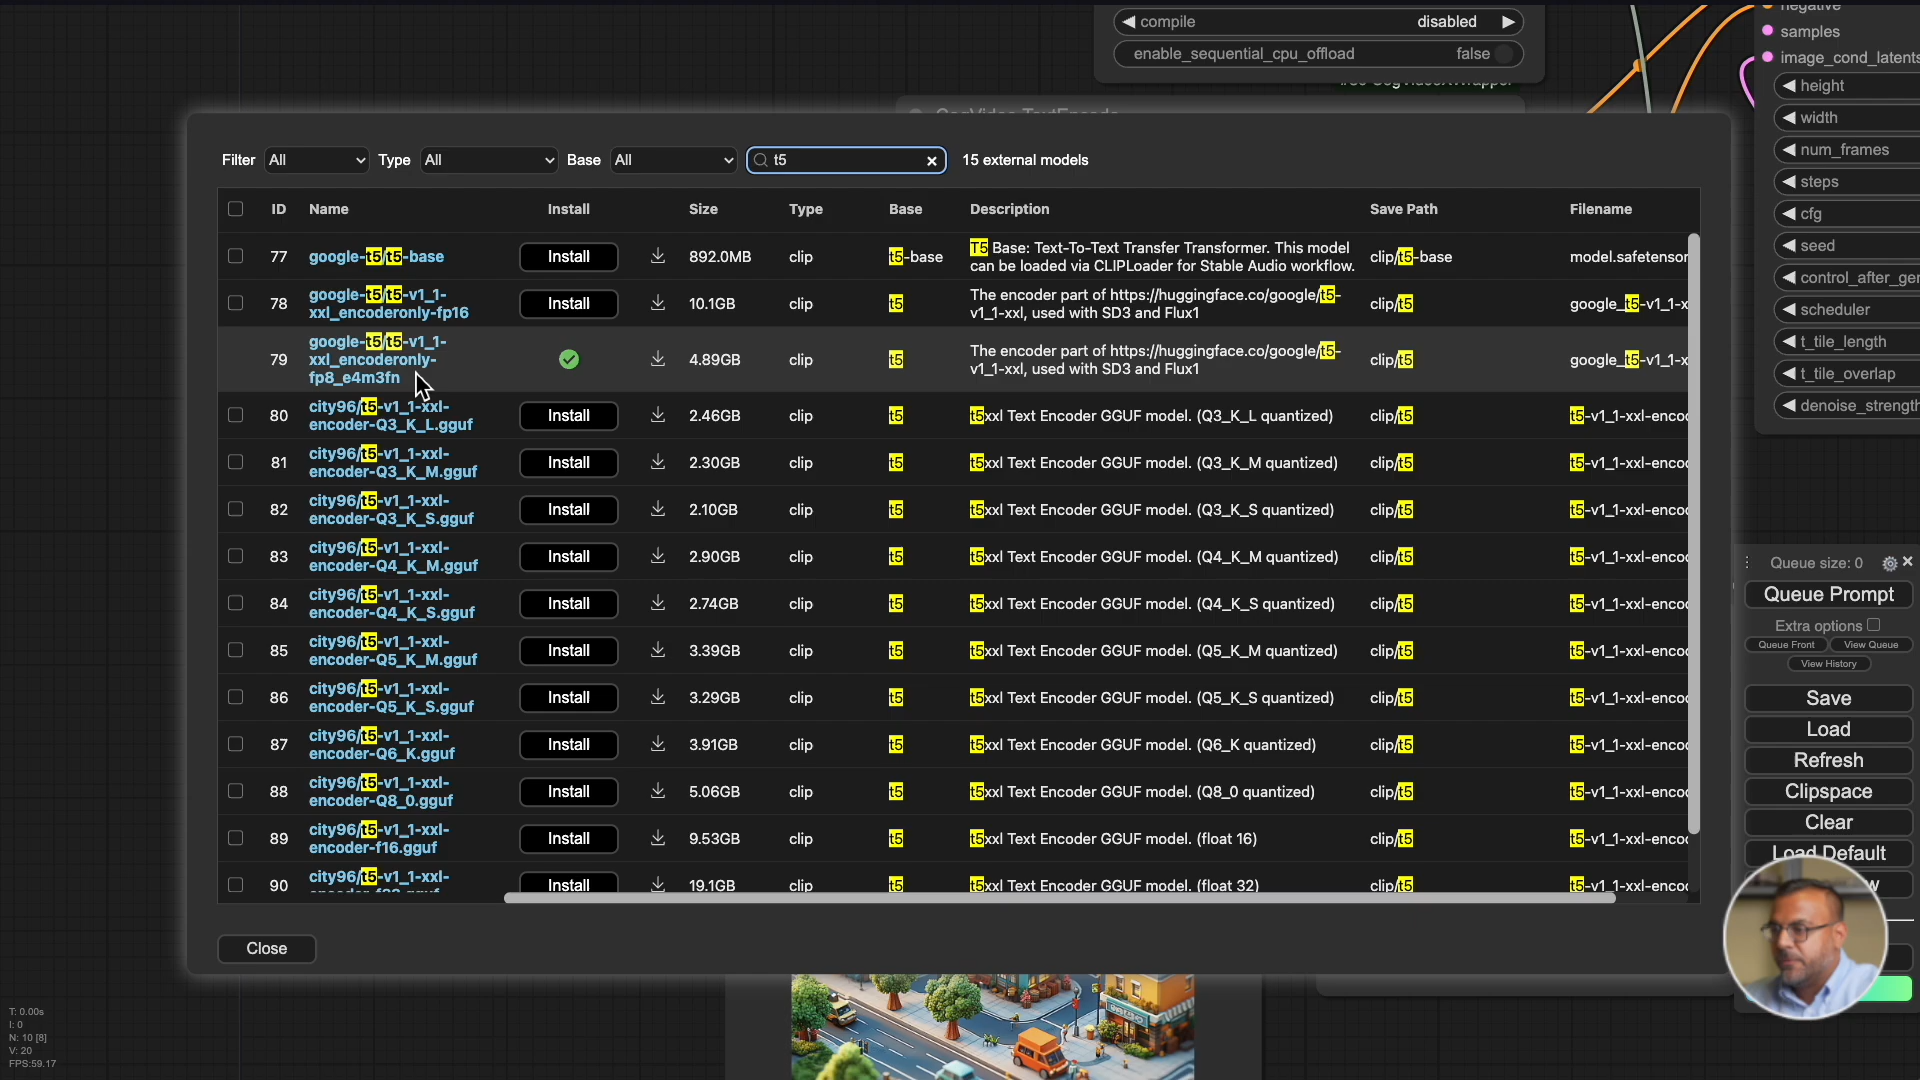 compile disabled
enable_sequential_cpu_offload false
samples
image_cond_latents
height
width
num_frames
steps
cfg
seed
control_after_ger
scheduler
t_tile_length
t_tile_overlap
denoise_strength
Filter All Type All Base All t5 15 external models
ID Name Install Size Type Base Description Save Path Filename
77 google-t5/t5-base Install 892.0MB clip t5-base T5 Base: Text-To-Text Transfer Transformer. This model
can be loaded via CLIPLoader for Stable Audio workflow. clip/t5-base model.safetensor
78 google-t5/t5-v1_1-
xxl_encoderonly-fp16 Install 10.1GB clip t5 The encoder part of https://huggingface.co/google/t5-
v1_1-xxl, used with SD3 and Flux1 clip/t5 google_t5-v1_1-x
79 google-t5/t5-v1_1-
xxl_encoderonly-
fp8_e4m3fn 4.89GB clip t5 The encoder part of https://huggingface.co/google/t5-
v1_1-xxl, used with SD3 and Flux1 clip/t5 google_t5-v1_1-x
80 city96/t5-v1_1-xxl-
encoder-Q3_K_L.gguf Install 2.46GB clip t5 t5xxl Text Encoder GGUF model. (Q3_K_L quantized) clip/t5 t5-v1_1-xxl-encoc
81 city96/t5-v1_1-xxl-
encoder-Q3_K_M.gguf Install 2.30GB clip t5 t5xxl Text Encoder GGUF model. (Q3_K_M quantized) clip/t5 t5-v1_1-xxl-encoc
82 city96/t5-v1_1-xxl-
encoder-Q3_K_S.gguf Install 2.10GB clip t5 t5xxl Text Encoder GGUF model. (Q3_K_S quantized) clip/t5 t5-v1_1-xxl-encoc
83 city96/t5-v1_1-xxl-
encoder-Q4_K_M.gguf Install 2.90GB clip t5 t5xxl Text Encoder GGUF model. (Q4_K_M quantized) clip/t5 t5-v1_1-xxl-encoc
84 city96/t5-v1_1-xxl-
encoder-Q4_K_S.gguf Install 2.74GB clip t5 t5xxl Text Encoder GGUF model. (Q4_K_S quantized) clip/t5 t5-v1_1-xxl-encoc
85 city96/t5-v1_1-xxl-
encoder-Q5_K_M.gguf Install 3.39GB clip t5 t5xxl Text Encoder GGUF model. (Q5_K_M quantized) clip/t5 t5-v1_1-xxl-encoc
86 city96/t5-v1_1-xxl-
encoder-Q5_K_S.gguf Install 3.29GB clip t5 t5xxl Text Encoder GGUF model. (Q5_K_S quantized) clip/t5 t5-v1_1-xxl-encoc
87 city96/t5-v1_1-xxl-
encoder-Q6_K.gguf Install 3.91GB clip t5 t5xxl Text Encoder GGUF model. (Q6_K quantized) clip/t5 t5-v1_1-xxl-encoc
88 city96/t5-v1_1-xxl-
encoder-Q8_0.gguf Install 5.06GB clip t5 t5xxl Text Encoder GGUF model. (Q8_0 quantized) clip/t5 t5-v1_1-xxl-encoc
89 city96/t5-v1_1-xxl-
encoder-f16.gguf Install 9.53GB clip t5 t5xxl Text Encoder GGUF model. (float 16) clip/t5 t5-v1_1-xxl-encoc
90 city96/t5-v1_1-xxl- Install 19.1GB clip t5 t5xxl Text Encoder GGUF model. (float 32) clip/t5 t5-v1_1-xxl-encoc
Close
Queue size: 0
Queue Prompt
Extra options
Queue Front View Queue
View History
Save
Load
Refresh
Clipspace
Clear
Load Default
T: 0.00s
I: 0
N: 10 [8]
V: 20
FPS:59.17